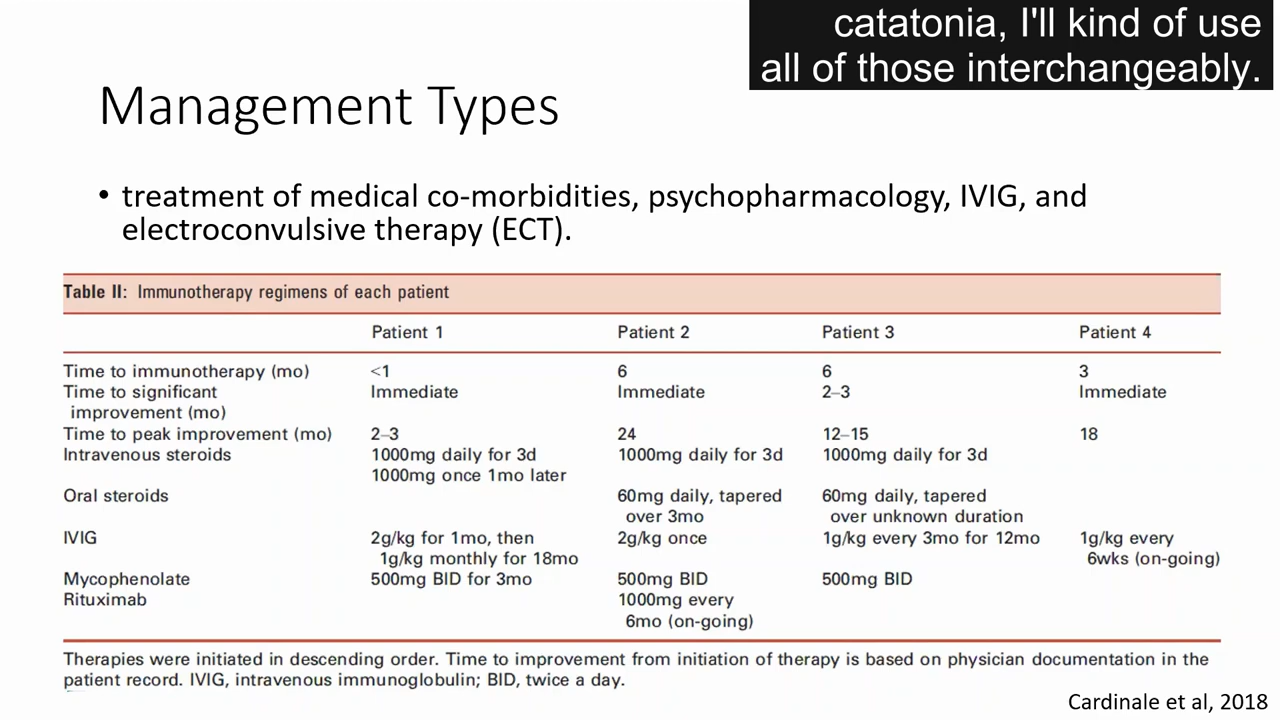 catatonia, I'll kind of use
all of those interchangeably.
Management Types
• treatment of medical co-morbidities, psychopharmacology, IVIG, and
electroconvulsive therapy (ECT).
Table II: Immunotherapy regimens of each patient
Patient 1 Patient 2 Patient 3 Patient 4
Time to immunotherapy (mo) <1 6 6 3
Time to significant Immediate Immediate 2–3 Immediate
improvement (mo)
Time to peak improvement (mo) 2–3 24 12–15 18
Intravenous steroids 1000mg daily for 3d 1000mg daily for 3d 1000mg daily for 3d
1000mg once 1mo later
Oral steroids 60mg daily, tapered 60mg daily, tapered
over 3mo over unknown duration
IVIG 2g/kg for 1mo, then 2g/kg once 1g/kg every 3mo for 12mo 1g/kg every
1g/kg monthly for 18mo 6wks (on-going)
Mycophenolate 500mg BID for 3mo 500mg BID 500mg BID
Rituximab 1000mg every
6mo (on-going)
Therapies were initiated in descending order. Time to improvement from initiation of therapy is based on physician documentation in the
patient record. IVIG, intravenous immunoglobulin; BID, twice a day.
Cardinale et al, 2018